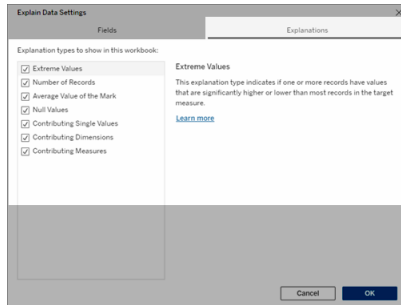 Explain Data Settings
Fields
Explanations
Explanation types to show in this workbook:
Extreme Values
Number of Records
Average Value of the Mark
Null Values
Contributing Single Values
Contributing Dimensions
Contributing Measures
Extreme Values
This explanation type indicates if one or more records have values
that are significantly higher or lower than most records in the target
measure.
Learn more
Cancel
OK